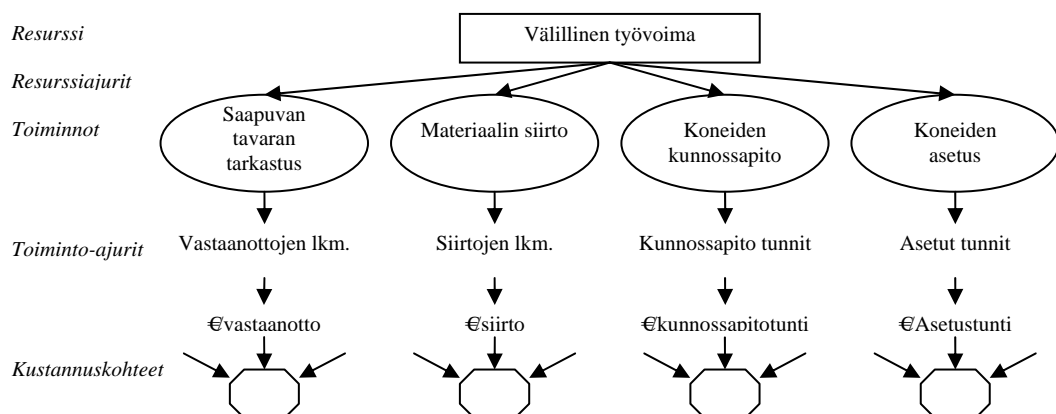 Resurssi
Välillinen työvoima
Resurssiajurit
Toiminnot
Saapuvan
tavaran
tarkastus
Materiaalin siirto
Koneiden
kunnossapito
Koneiden
asetus
Toiminto-ajurit
Vastaanottojen lkm.
Siirtojen lkm.
Kunnossapito tunnit
Asetut tunnit
€/vastaanotto
€/siirto
€/kunnossapitotunti
€/Asetustunti
Kustannuskohteet